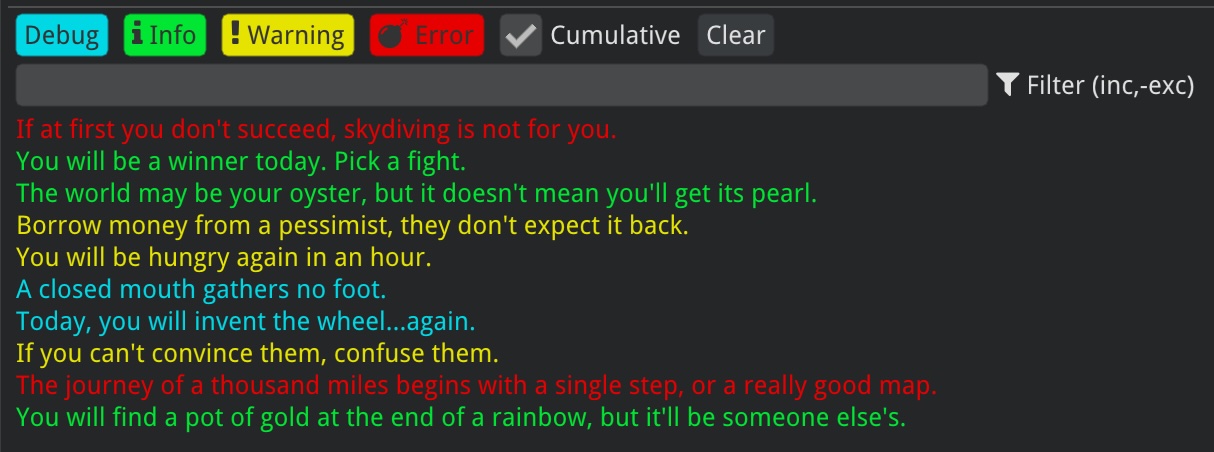 Debug Info Warning Error Cumulative Clear
Filter (inc,-exc)
If at first you don't succeed, skydiving is not for you.
You will be a winner today. Pick a fight.
The world may be your oyster, but it doesn't mean you'll get its pearl.
Borrow money from a pessimist, they don't expect it back.
You will be hungry again in an hour.
A closed mouth gathers no foot.
Today, you will invent the wheel...again.
If you can't convince them, confuse them.
The journey of a thousand miles begins with a single step, or a really good map.
You will find a pot of gold at the end of a rainbow, but it'll be someone else's.